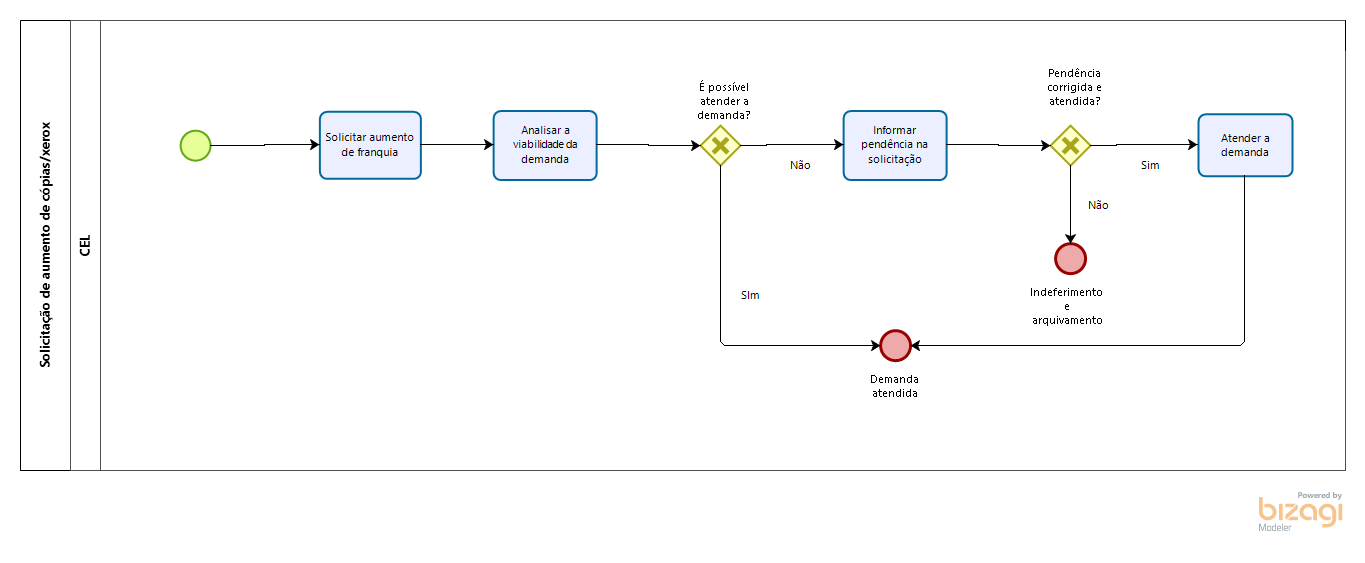 Solicitação de aumento de cópias/xerox
CEL
Solicitar aumento
de franquia
Analisar a
viabilidade da
demanda
É possível
atender a
demanda?
Não
SIm
Informar
pendência na
solicitação
Pendência
corrigida e
atendida?
Sim
Não
Atender a
demanda
Indeferimento
e
arquivamento
Demanda
atendida
Powered by
bizagi
Modeler